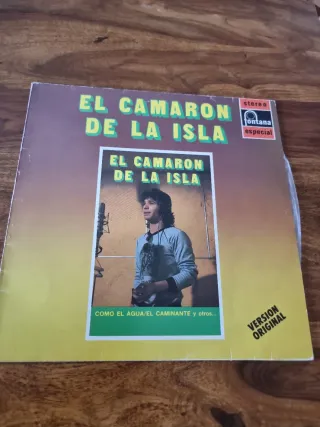 EL CAMARON
DE LA ISLA
stereo
fontana
especial
EL CAMARON
DE LA ISLA
COMO EL AGUA/EL CAMINANTE y otros...
VERSION
ORIGINAL